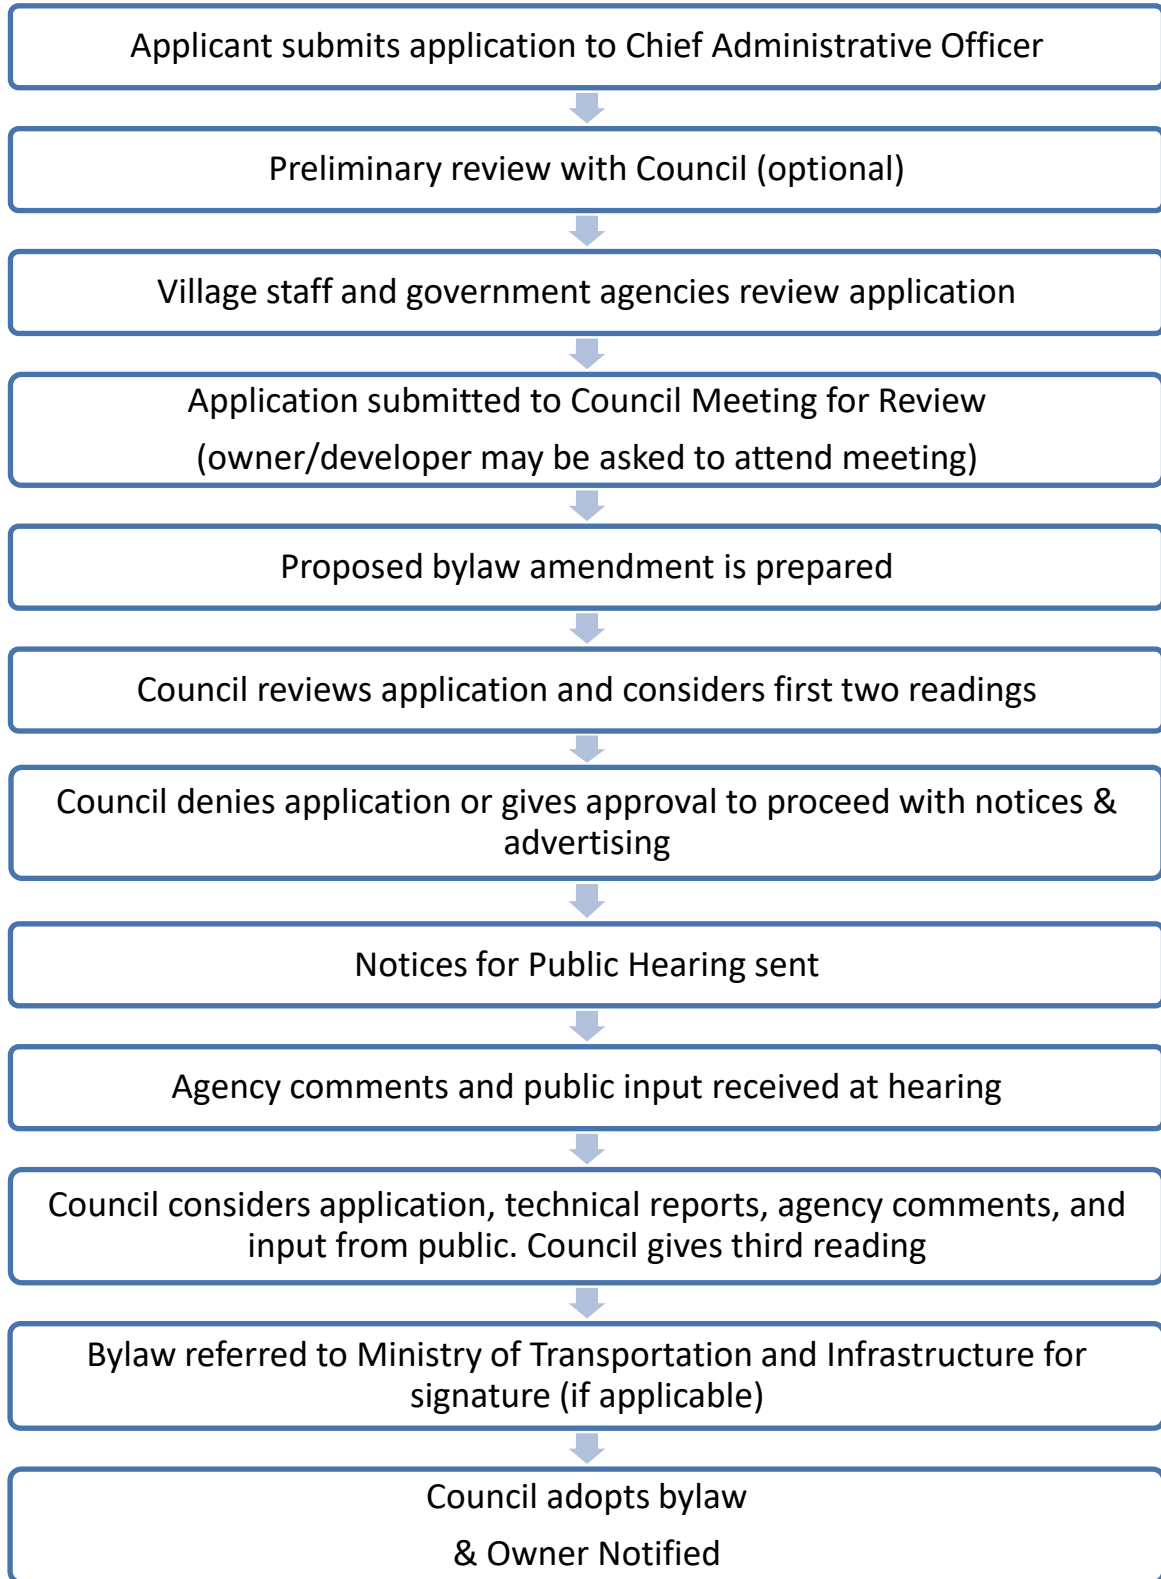 Applicant submits application to Chief Administrative Officer
Preliminary review with Council (optional)
Village staff and government agencies review application
Application submitted to Council Meeting for Review
(owner/developer may be asked to attend meeting)
Proposed bylaw amendment is prepared
Council reviews application and considers first two readings
Council denies application or gives approval to proceed with notices &
advertising
Notices for Public Hearing sent
Agency comments and public input received at hearing
Council considers application, technical reports, agency comments, and
input from public. Council gives third reading
Bylaw referred to Ministry of Transportation and Infrastructure for
signature (if applicable)
Council adopts bylaw
& Owner Notified